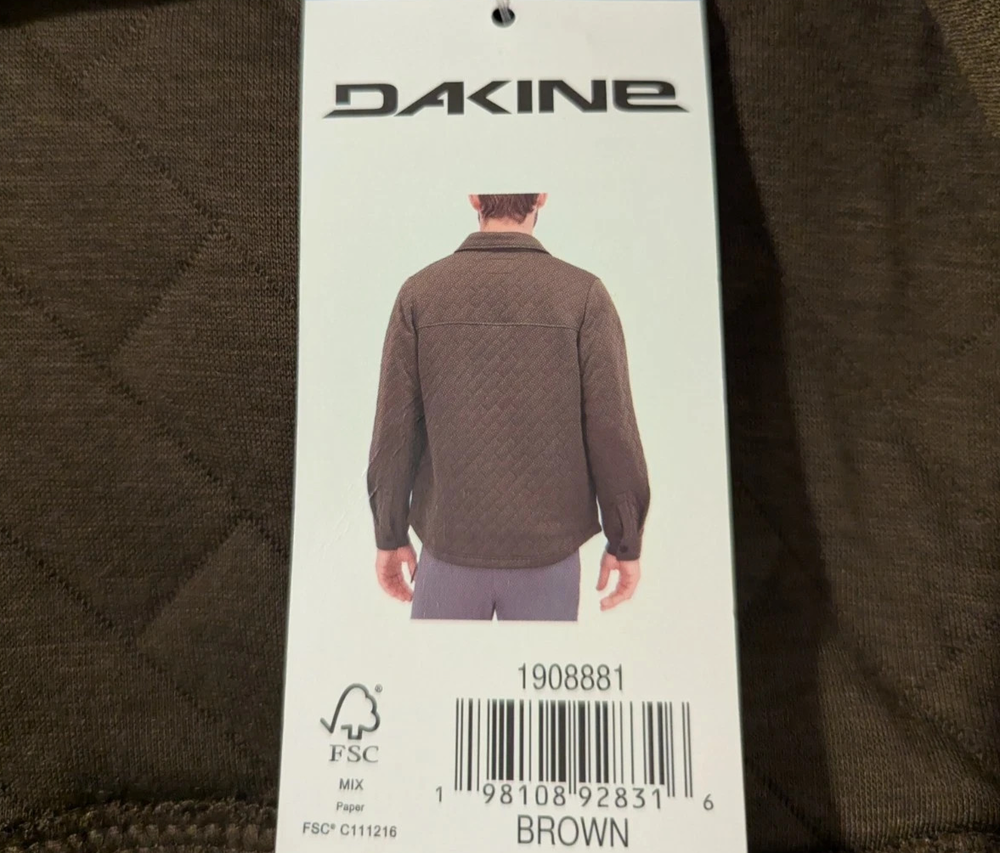 DAKINE
1908881
1 98108 92831 6
BROWN
FSC®
MIX
Paper
FSC® C111216